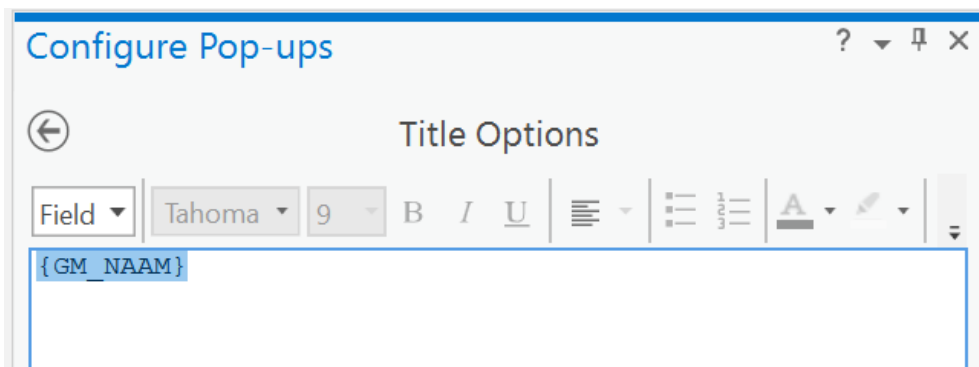 Configure Pop-ups ?
Title Options
Field Tahoma 9 B I U A
{GM_NAAM}